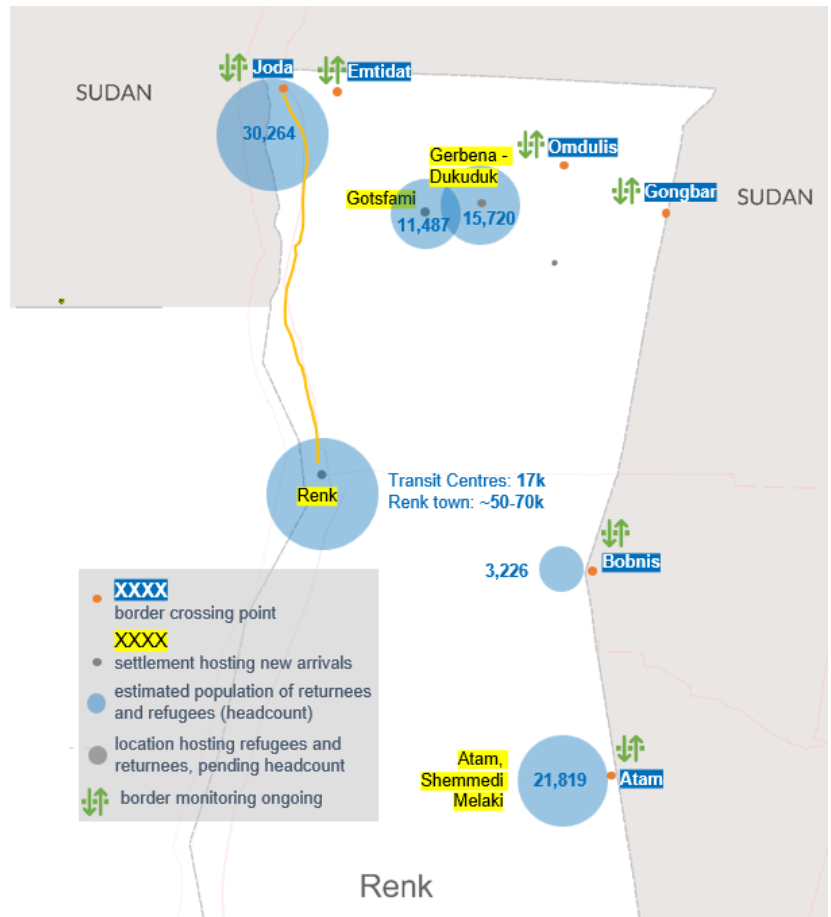 SUDAN
Joda
Emtidat
30,264
Gerbena -
Dukuduk
Omdulis
Gotsfami
Gongbar
SUDAN
11,487
15,720
Renk
Transit Centres: 17k
Renk town: ~50-70k
Bobnis
3,226
XXXX
border crossing point
XXXX
settlement hosting new arrivals
estimated population of returnees
and refugees (headcount)
location hosting refugees and
returnees, pending headcount
border monitoring ongoing
Atam,
Shemmedi
Melaki
21,819
Atam
Renk